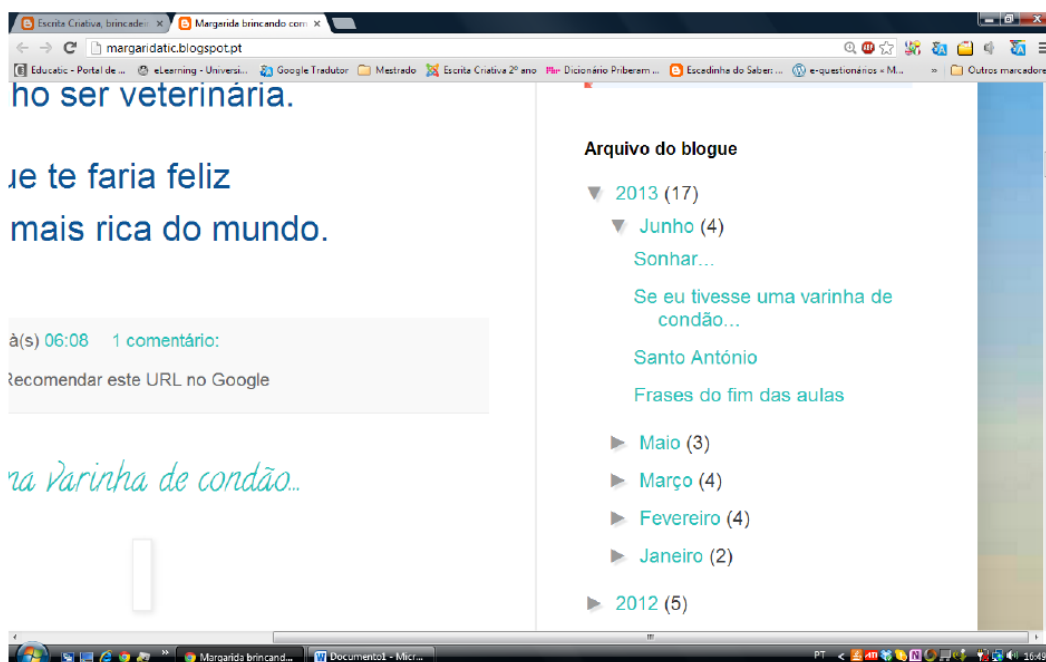 Escrita Criativa, brincade
Margarida brincando com
margaridatic.blogspot.pt
Educatic - Portal de ...
eLearning - Universi...
Google Tradutor
Mestrado
Escrita Criativa 2º ano
Dicionário Priberam ...
Escadinha do Saber: ...
e-questionários « M...
»
Outros marcadore
ho ser veterinária.
ue te faria feliz
mais rica do mundo.
à(s) 06:08 1 comentário:
Recomendar este URL no Google
na Varinha de condão...
Arquivo do blogue
▼ 2013 (17)
▼ Junho (4)
Sonhar...
Se eu tivesse uma varinha de
condão...
Santo António
Frases do fim das aulas
► Maio (3)
► Março (4)
► Fevereiro (4)
► Janeiro (2)
► 2012 (5)
Margarida brincand...
Documento1 - Micr...
PT
16:49